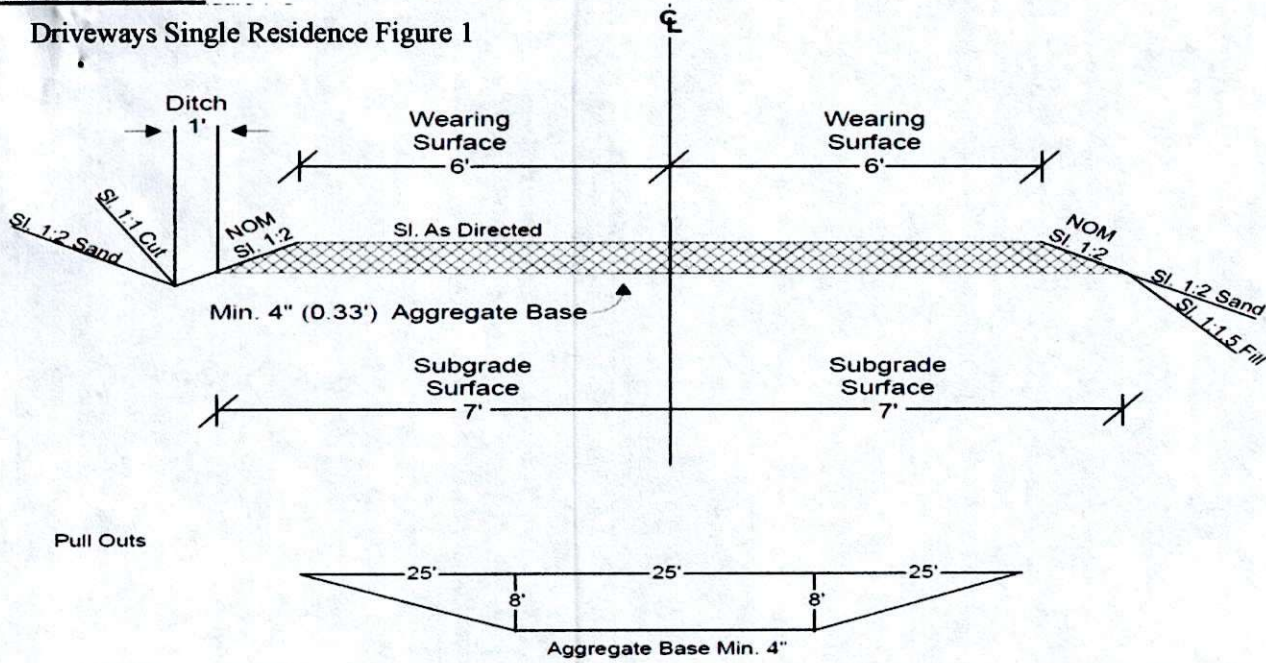 Driveways Single Residence Figure 1
℄
Ditch
1'
Wearing
Surface
6'
Wearing
Surface
6'
Sl. 1:2 Sand
Sl. 1:1 Cut
NOM
Sl. 1:2
Sl. As Directed
NOM
Sl. 1:2
Sl. 1:2 Sand
Sl. 1:1.5 Fill
Min. 4" (0.33') Aggregate Base
Subgrade
Surface
7'
Subgrade
Surface
7'
Pull Outs
25'
25'
25'
8'
8'
Aggregate Base Min. 4"